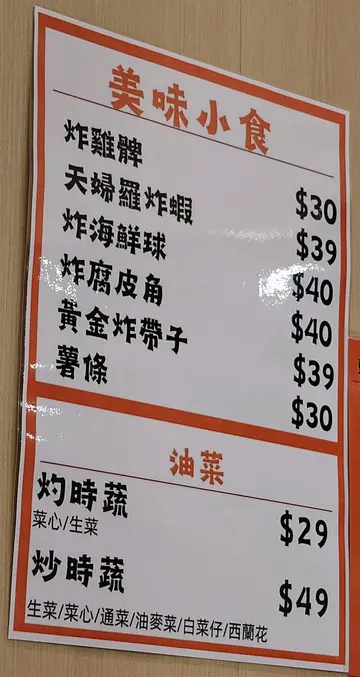 美味小食
炸雞髀 $30
天婦羅炸蝦 $39
炸海鮮球 $40
炸腐皮角 $40
黃金炸帶子 $39
薯條 $30
油菜
灼時蔬 $29
菜心/生菜
炒時蔬 $49
生菜/菜心/通菜/油麥菜/白菜仔/西蘭花